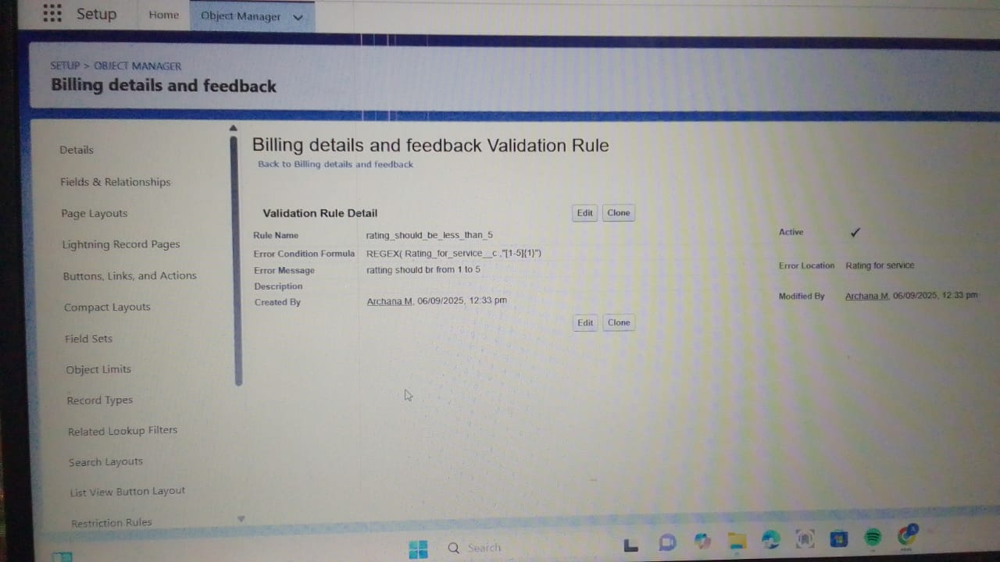 Setup
Home
Object Manager
SETUP > OBJECT MANAGER
Billing details and feedback
Details
Fields & Relationships
Page Layouts
Lightning Record Pages
Buttons, Links, and Actions
Compact Layouts
Field Sets
Object Limits
Record Types
Related Lookup Filters
Search Layouts
List View Button Layout
Restriction Rules
Billing details and feedback Validation Rule
Back to Billing details and feedback
Validation Rule Detail
Edit Clone
Rule Name rating_should_be_less_than_5 Active
Error Condition Formula REGEX( Rating_for_service__c ,"[1-5]{1}")
Error Message ratting should br from 1 to 5 Error Location Rating for service
Description
Created By Archana M, 06/09/2025, 12:33 pm Modified By Archana M, 06/09/2025, 12:33 pm
Edit Clone
Search